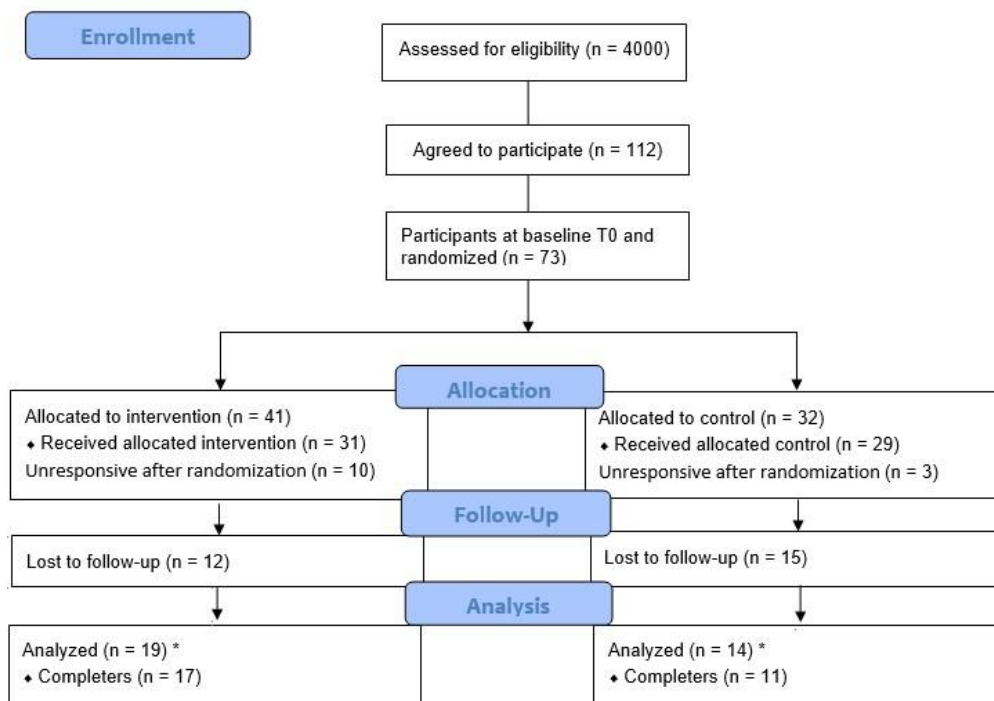 Enrollment
Assessed for eligibility (n = 4000)
Agreed to participate (n = 112)
Participants at baseline T0 and
randomized (n = 73)
Allocation
Allocated to intervention (n = 41)
⬥ Received allocated intervention (n = 31)
Unresponsive after randomization (n = 10)
Allocated to control (n = 32)
⬥ Received allocated control (n = 29)
Unresponsive after randomization (n = 3)
Follow-Up
Lost to follow-up (n = 12)
Lost to follow-up (n = 15)
Analysis
Analyzed (n = 19) *
⬥ Completers (n = 17)
Analyzed (n = 14) *
⬥ Completers (n = 11)